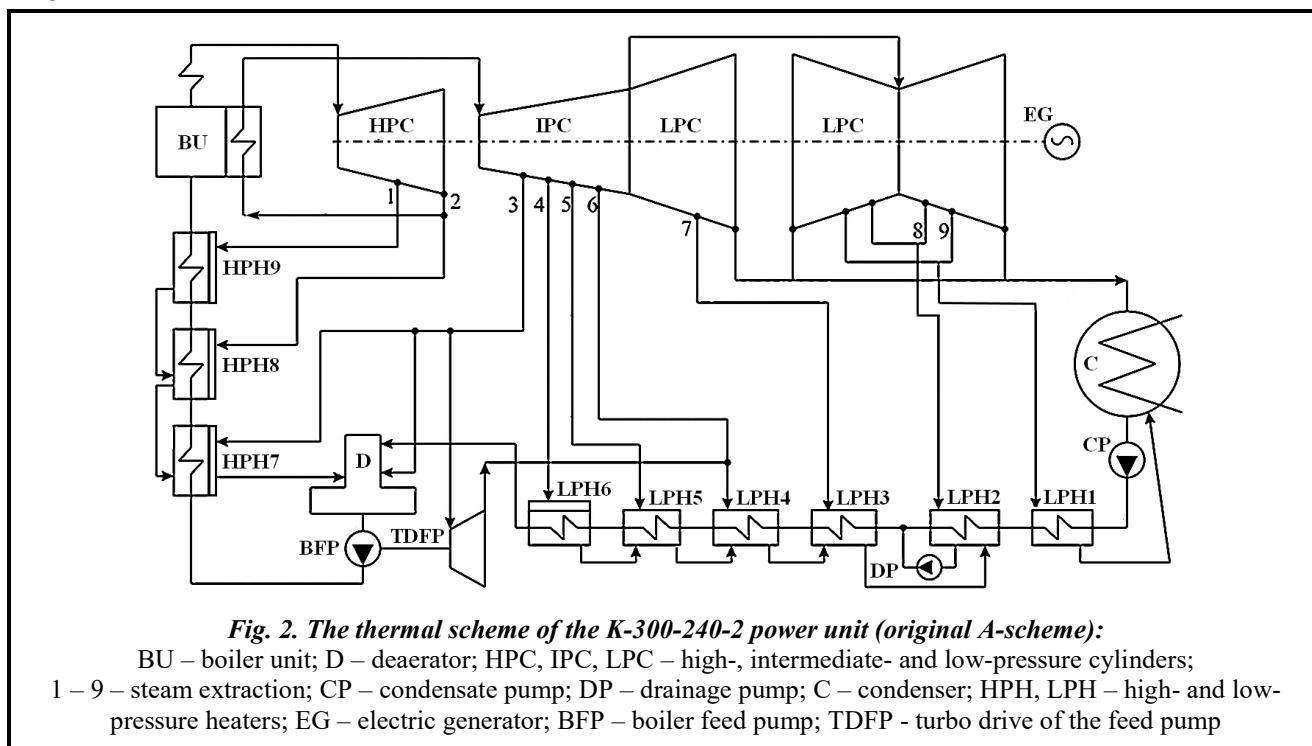 HPC
IPC
LPC
LPC
EG
BU
1
2
3
4
5
6
7
8
9
HPH9
HPH8
HPH7
D
C
CP
LPH6
LPH5
LPH4
LPH3
LPH2
LPH1
BFP
TDFP
DP
Fig. 2. The thermal scheme of the K-300-240-2 power unit (original A-scheme):
BU – boiler unit; D – deaerator; HPC, IPC, LPC – high-, intermediate- and low-pressure cylinders;
1 – 9 – steam extraction; CP – condensate pump; DP – drainage pump; C – condenser; HPH, LPH – high- and low-
pressure heaters; EG – electric generator; BFP – boiler feed pump; TDFP - turbo drive of the feed pump